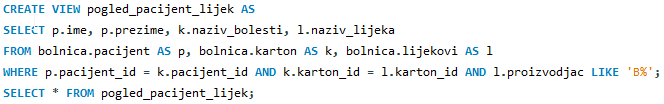 CREATE VIEW pogled_pacijent_lijek AS
SELECT p.ime, p.prezime, k.naziv_bolesti, l.naziv_lijeka
FROM bolnica.pacijent AS p, bolnica.karton AS k, bolnica.lijekovi AS l
WHERE p.pacijent_id = k.pacijent_id AND k.karton_id = l.karton_id AND l.proizvodjac LIKE 'B%';
SELECT * FROM pogled_pacijent_lijek;